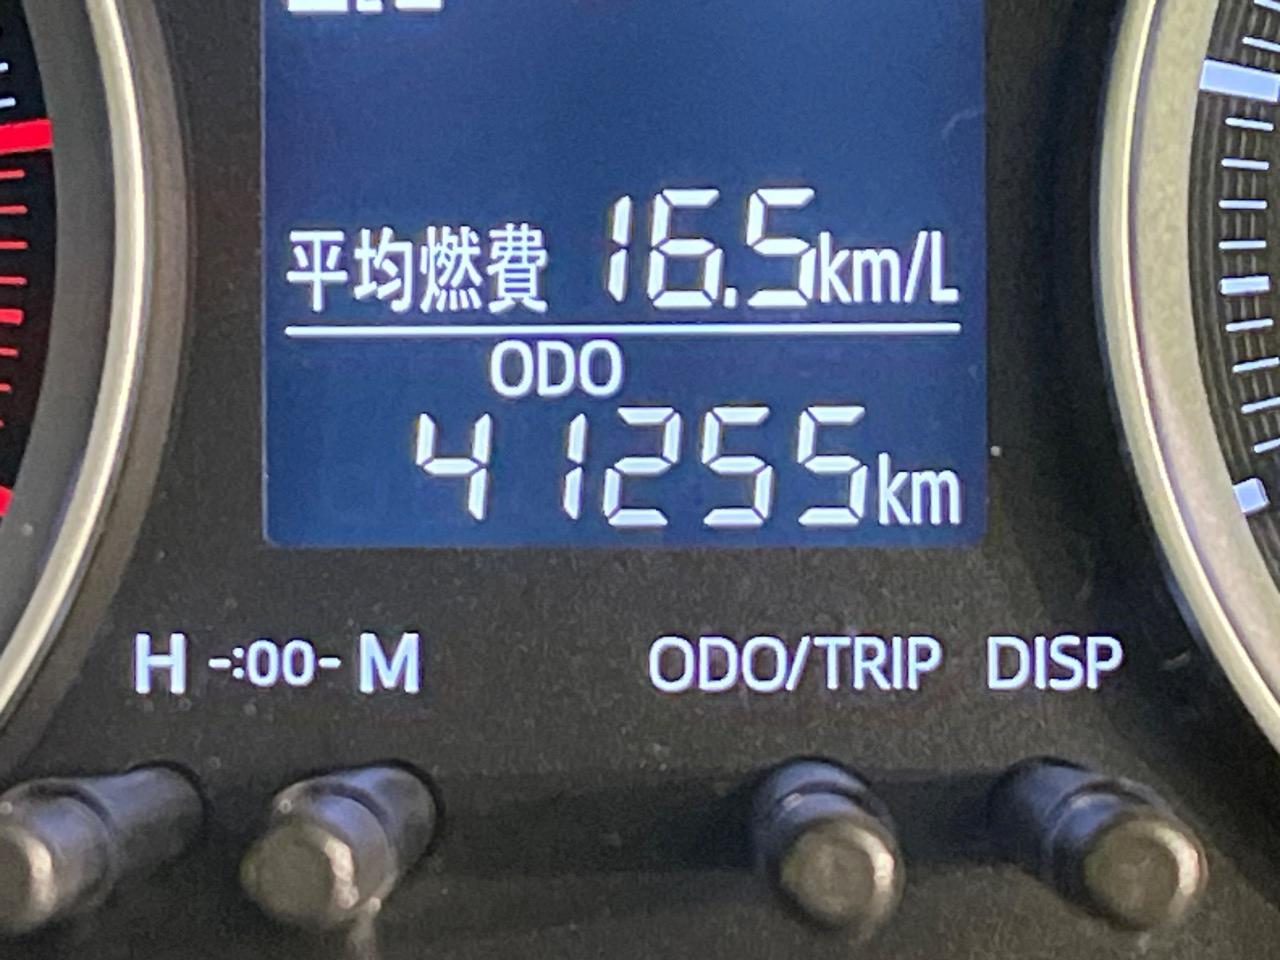 平均燃費 16.5km/L
ODO
41255km
H -:00- M ODO/TRIP DISP